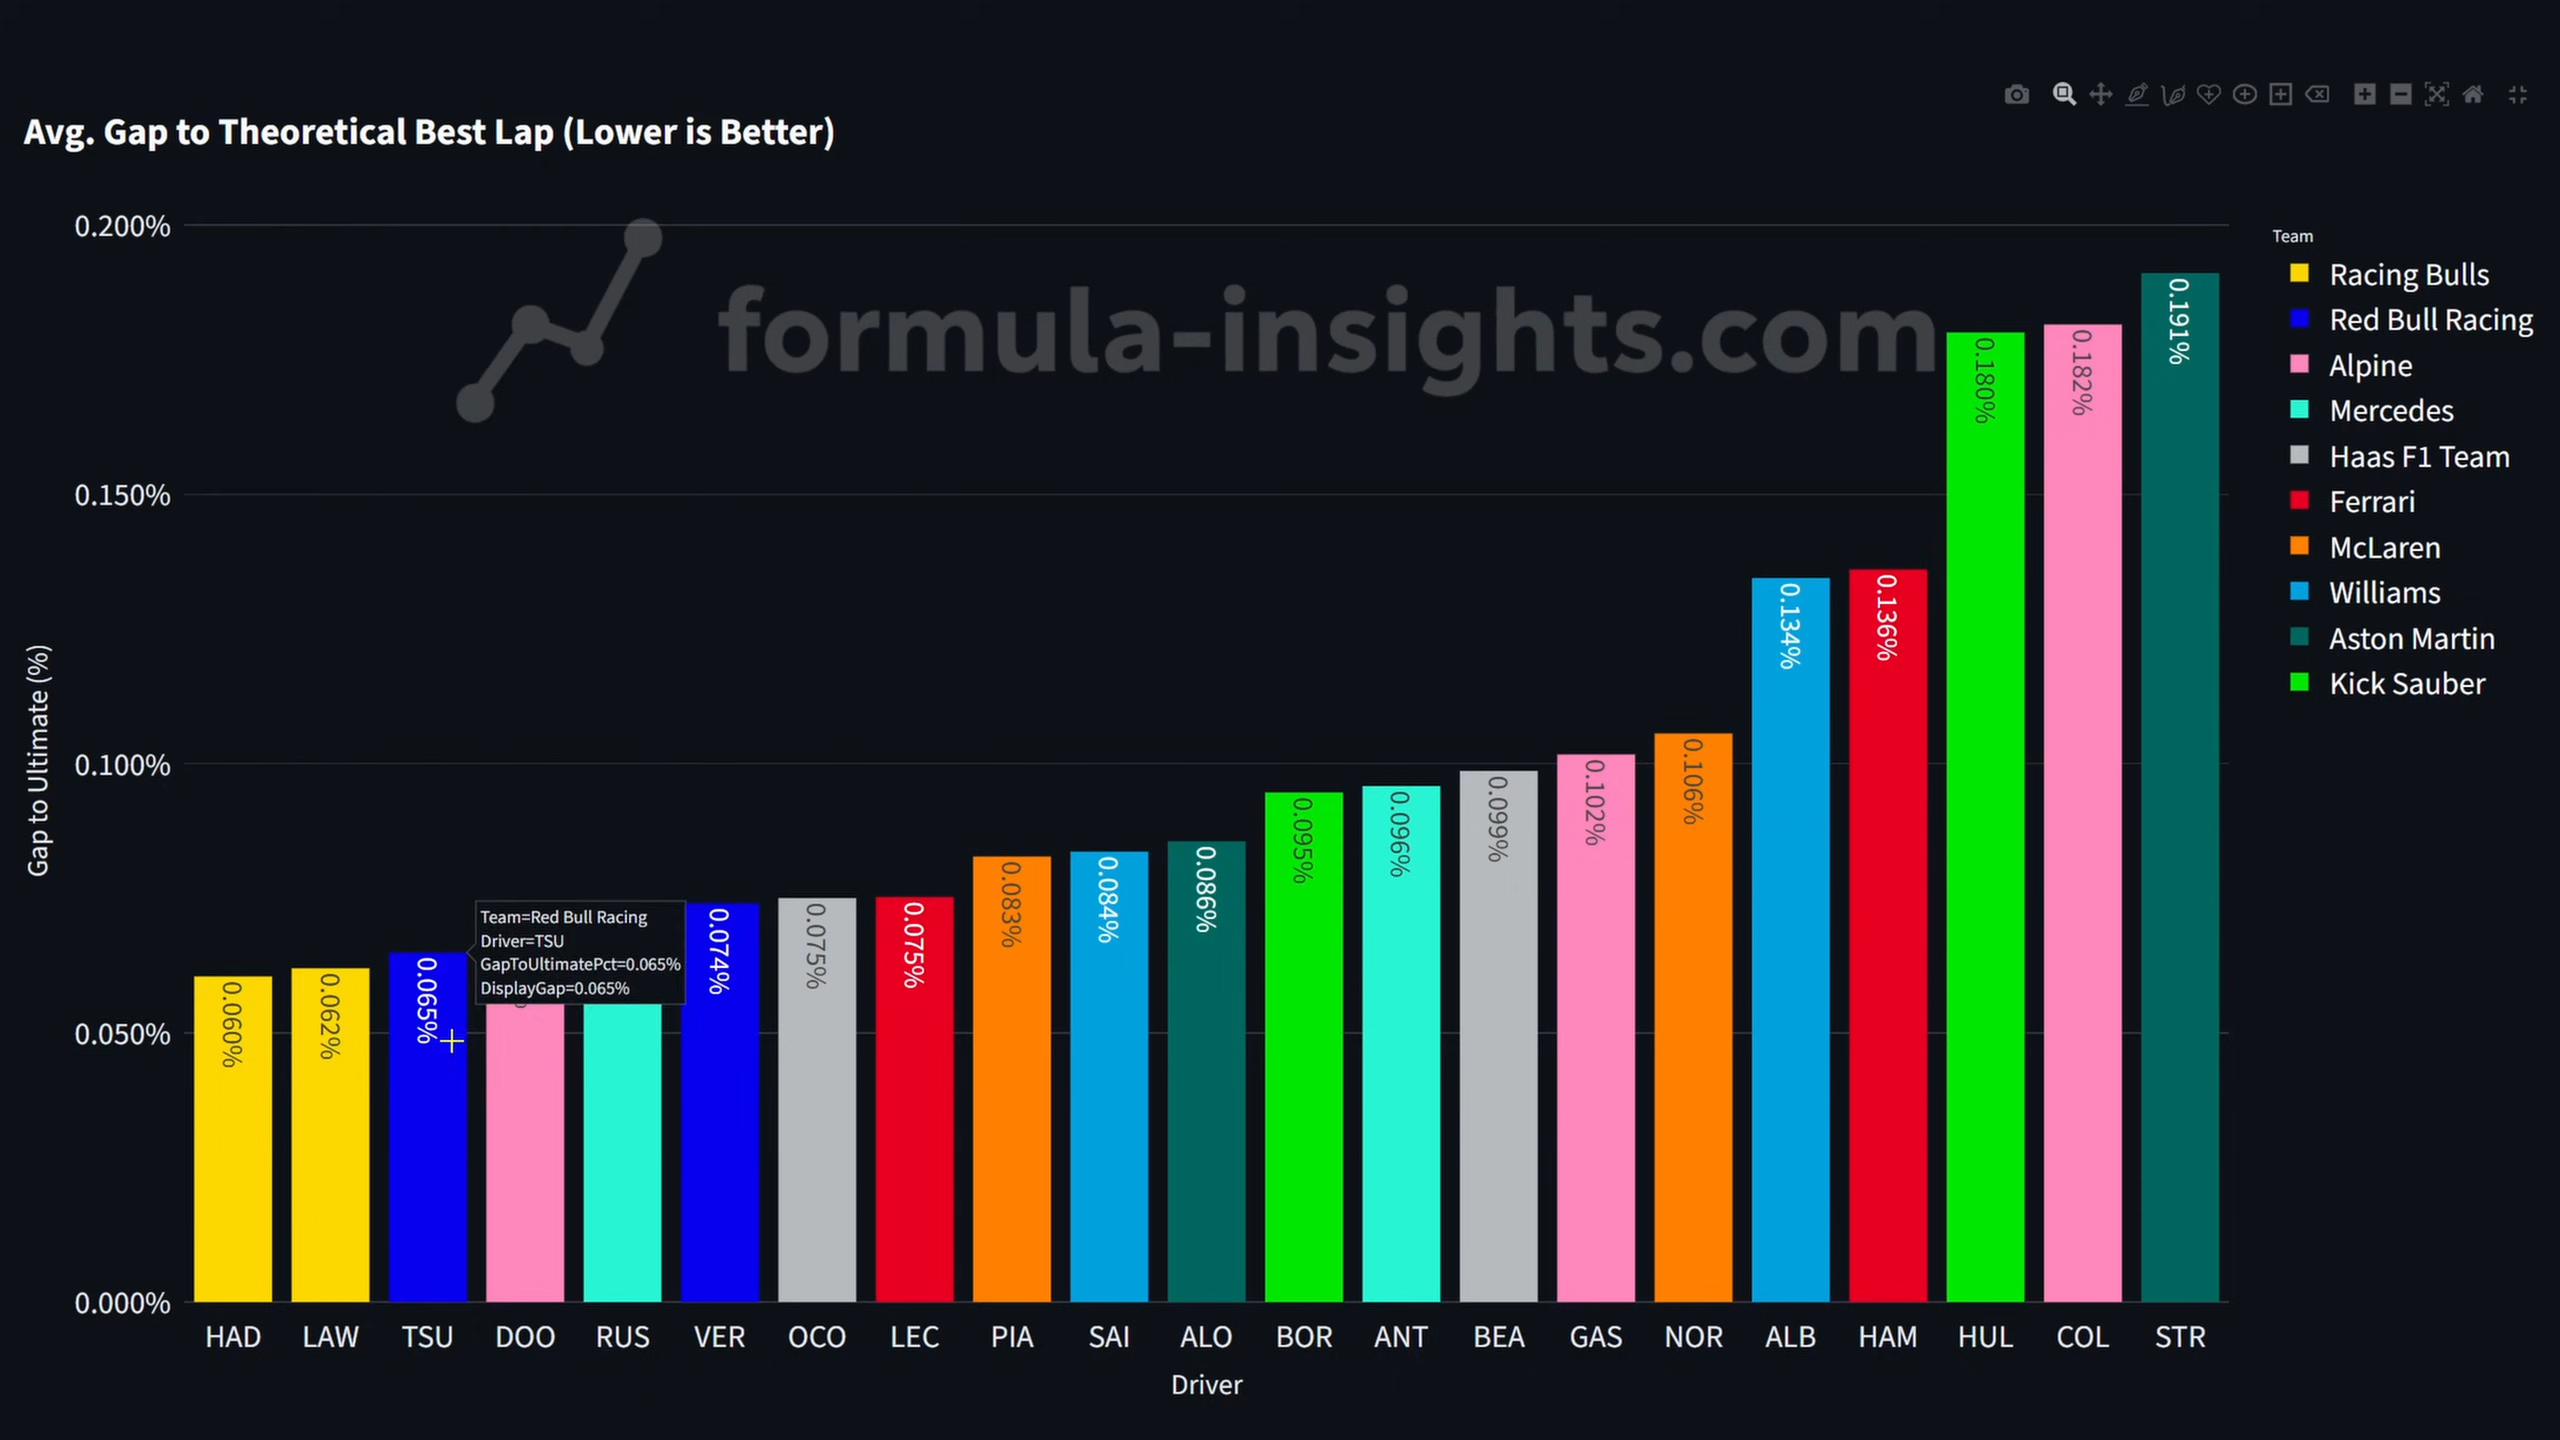 Avg. Gap to Theoretical Best Lap (Lower is Better)
formula-insights.com
Gap to Ultimate (%)
0.200%
0.150%
0.100%
0.050%
0.000%
0.060%
0.062%
0.065%
Team=Red Bull Racing
Driver=TSU
GapToUltimatePct=0.065%
DisplayGap=0.065%
0.074%
0.075%
0.075%
0.083%
0.084%
0.086%
0.095%
0.096%
0.099%
0.102%
0.106%
0.134%
0.136%
0.180%
0.182%
0.191%
HAD LAW TSU DOO RUS VER OCO LEC PIA SAI ALO BOR ANT BEA GAS NOR ALB HAM HUL COL STR
Driver
Team
Racing Bulls
Red Bull Racing
Alpine
Mercedes
Haas F1 Team
Ferrari
McLaren
Williams
Aston Martin
Kick Sauber